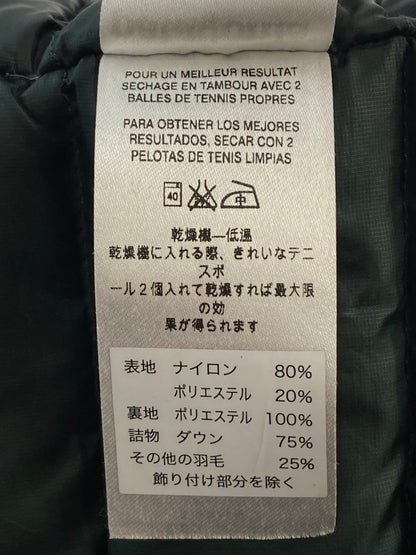 POUR UN MEILLEUR RESULTAT
SECHAGE EN TAMBOUR AVEC 2
BALLES DE TENNIS PROPRES
PARA OBTENER LOS MEJORES
RESULTADOS, SECAR CON 2
PELOTAS DE TENIS LIMPIAS
40 中
乾燥機—低温
乾燥機に入れる際、きれいなテニ
スボ
ール2個入れて乾燥すれば最大限
の効
果が得られます
表地 ナイロン 80%
ポリエステル 20%
裏地 ポリエステル 100%
詰物 ダウン 75%
その他の羽毛 25%
飾り付け部分を除く